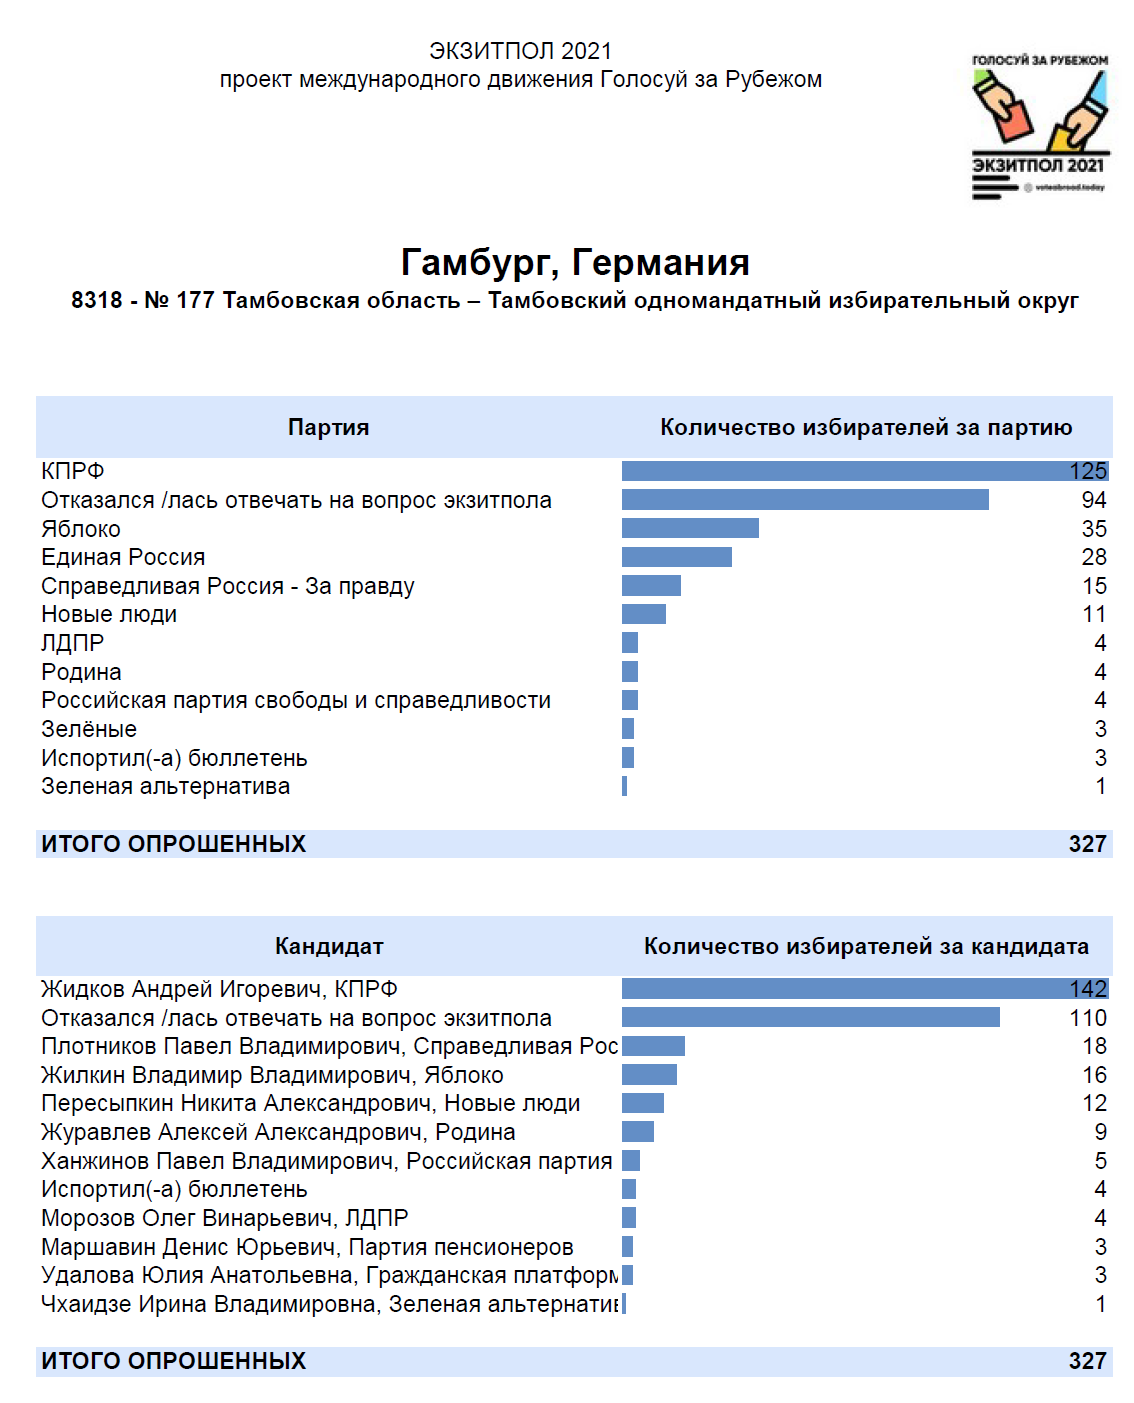 ЭКЗИТПОЛ 2021
проект международного движения Голосуй за Рубежом
ГОЛОСУЙ ЗА РУБЕЖОМ
ЭКЗИТПОЛ 2021
voteabroad.today
Гамбург, Германия
8318 - № 177 Тамбовская область – Тамбовский одномандатный избирательный округ
Партия Количество избирателей за партию
КПРФ 125
Отказался /лась отвечать на вопрос экзитпола 94
Яблоко 35
Единая Россия 28
Справедливая Россия - За правду 15
Новые люди 11
ЛДПР 4
Родина 4
Российская партия свободы и справедливости 4
Зелёные 3
Испортил(-а) бюллетень 3
Зеленая альтернатива 1
ИТОГО ОПРОШЕННЫХ 327
Кандидат Количество избирателей за кандидата
Жидков Андрей Игоревич, КПРФ 142
Отказался /лась отвечать на вопрос экзитпола 110
Плотников Павел Владимирович, Справедливая Рос 18
Жилкин Владимир Владимирович, Яблоко 16
Пересыпкин Никита Александрович, Новые люди 12
Журавлев Алексей Александрович, Родина 9
Ханжинов Павел Владимирович, Российская партия 5
Испортил(-а) бюллетень 4
Морозов Олег Винарьевич, ЛДПР 4
Маршавин Денис Юрьевич, Партия пенсионеров 3
Удалова Юлия Анатольевна, Гражданская платформ 3
Чхаидзе Ирина Владимировна, Зеленая альтернатив 1
ИТОГО ОПРОШЕННЫХ 327